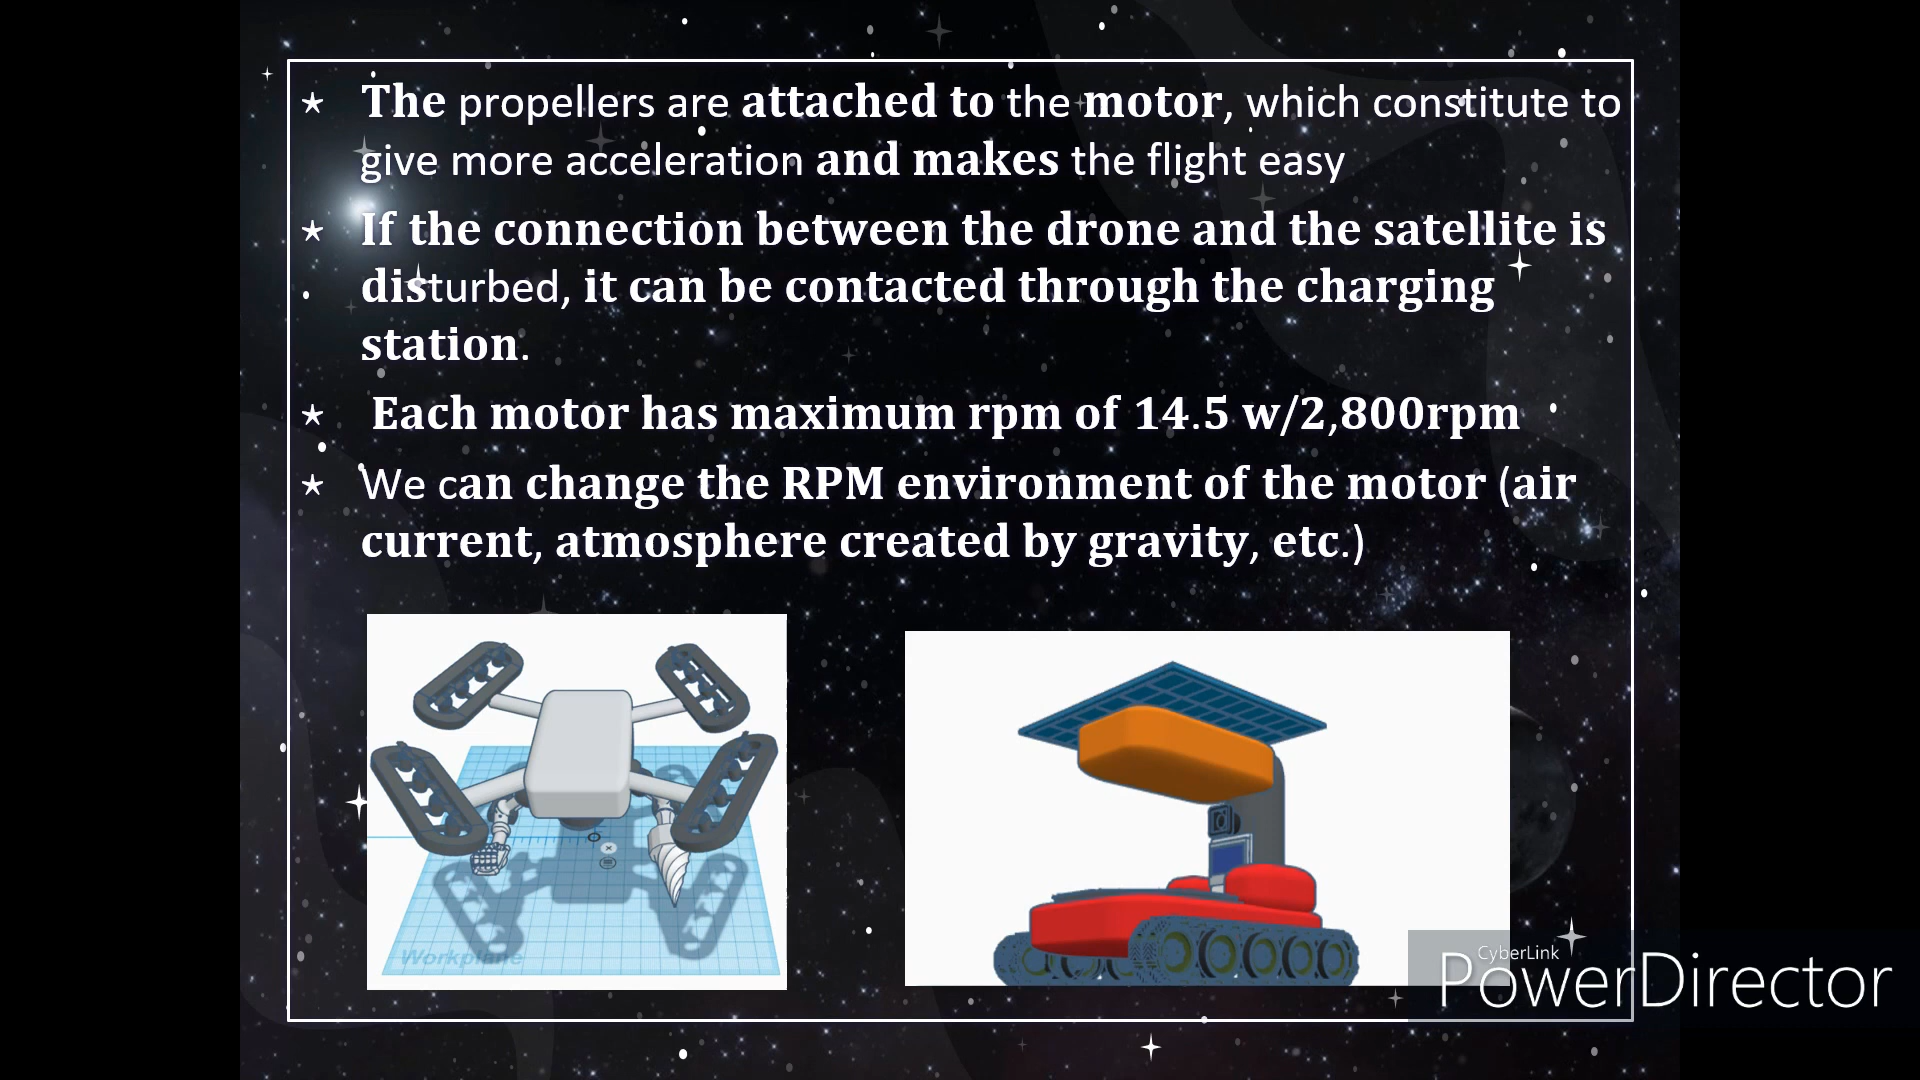 The propellers are attached to the motor, which constitute to
give more acceleration and makes the flight easy
If the connection between the drone and the satellite is
disturbed, it can be contacted through the charging
station.
Each motor has maximum rpm of 14.5 w/2,800rpm
We can change the RPM environment of the motor (air
current, atmosphere created by gravity, etc.)
Workplane
CyberLink
PowerDirector